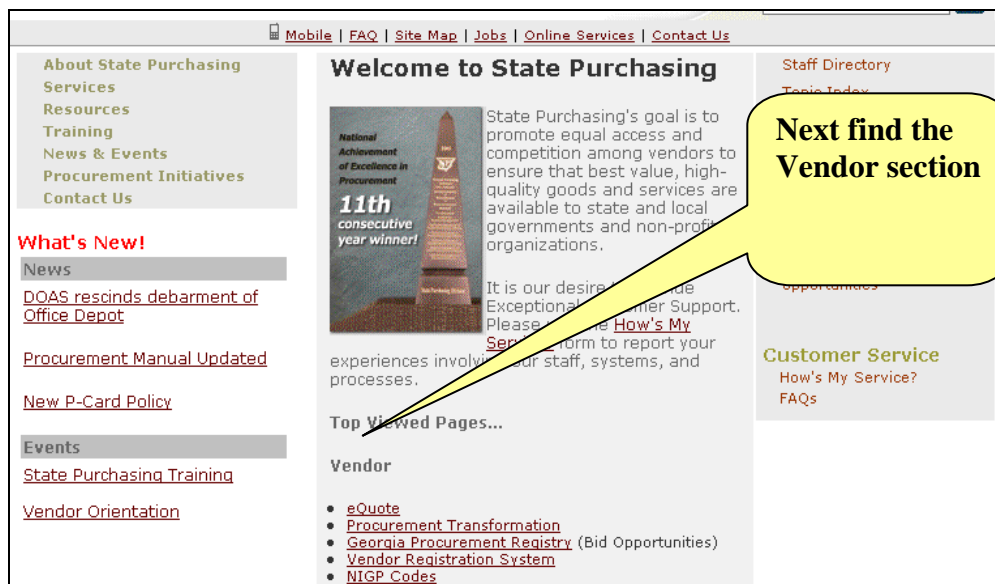 Mobile | FAQ | Site Map | Jobs | Online Services | Contact Us
About State Purchasing
Services
Resources
Training
News & Events
Procurement Initiatives
Contact Us
What's New!
News
DOAS rescinds debarment of
Office Depot
Procurement Manual Updated
New P-Card Policy
Events
State Purchasing Training
Vendor Orientation
Welcome to State Purchasing
National
Achievement
of Excellence in
Procurement
11th
consecutive
year winner!
State Purchasing's goal is to
promote equal access and
competition among vendors to
ensure that best value, high-
quality goods and services are
available to state and local
governments and non-profit
organizations.
It is our desire
Exceptional Support.
Please How's My
form to report your
experiences involving our staff, systems, and
processes.
Top Viewed Pages...
Vendor
• eQuote
• Procurement Transformation
• Georgia Procurement Registry (Bid Opportunities)
• Vendor Registration System
• NIGP Codes
Staff Directory
Topic Index
Next find the
Vendor section
Opportunities
Customer Service
How's My Service?
FAQs